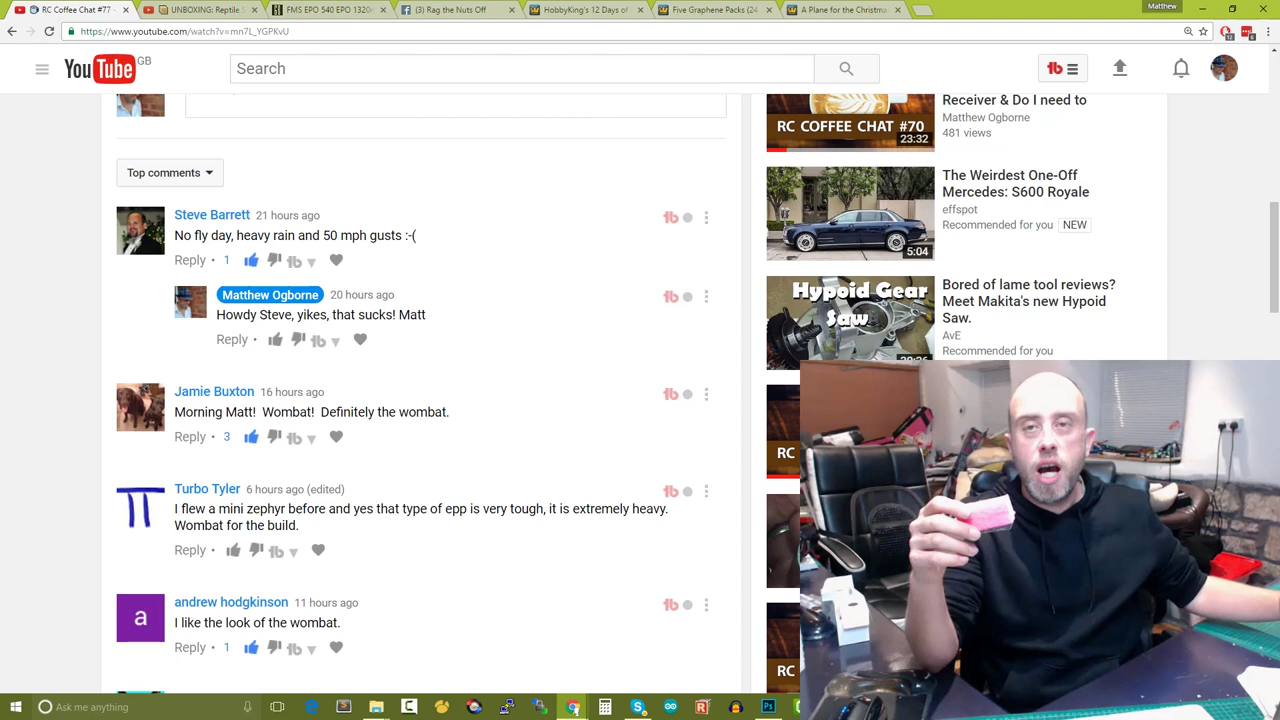 RC Coffee Chat #77 -
UNBOXING: Reptile S
FMS EPO 540 EPO 1320
(3) Rag the Nuts Off
HobbyKing's 12 Days of
Five Graphene Packs (24
A Plane for the Christma
Matthew
https://www.youtube.com/watch?v=mn7L_YGPKvU
YouTube GB
Search
Top comments
Steve Barrett 21 hours ago
No fly day, heavy rain and 50 mph gusts :-(
Reply • 1
Matthew Ogborne 20 hours ago
Howdy Steve, yikes, that sucks! Matt
Reply •
Jamie Buxton 16 hours ago
Morning Matt! Wombat! Definitely the wombat.
Reply • 3
Turbo Tyler 6 hours ago (edited)
I flew a mini zephyr before and yes that type of epp is very tough, it is extremely heavy.
Wombat for the build.
Reply •
a
andrew hodgkinson 11 hours ago
I like the look of the wombat.
Reply • 1
RC COFFEE CHAT #70
23:32
Receiver & Do I need to
Matthew Ogborne
481 views
5:04
The Weirdest One-Off
Mercedes: S600 Royale
effspot
Recommended for you NEW
Hypoid Gear
Saw
Bored of lame tool reviews?
Meet Makita's new Hypoid
Saw.
AvE
Recommended for you
RC
RC
Ask me anything